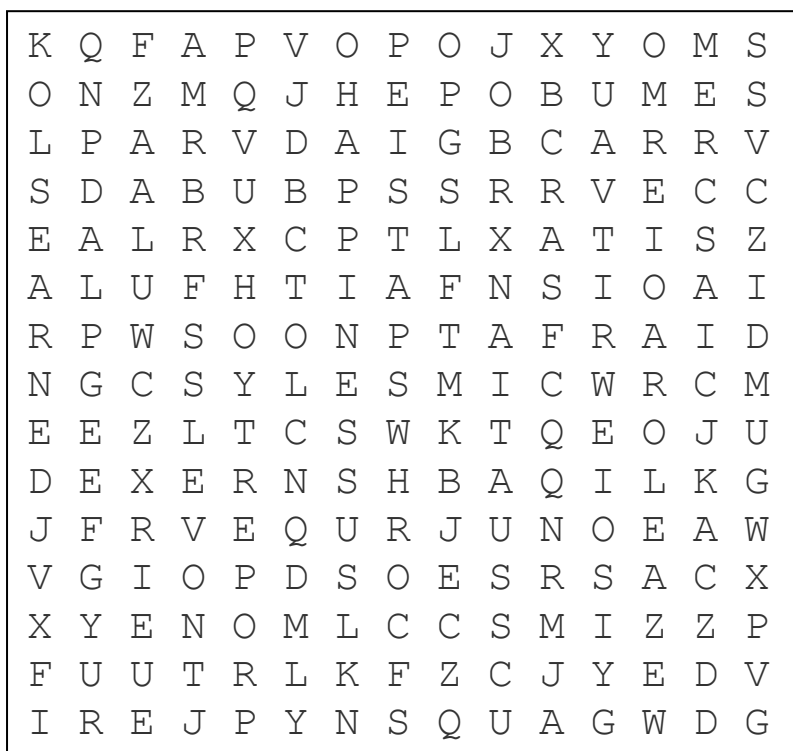 K Q F A P V O P O J X Y O M S
O N Z M Q J H E P O B U M E S
L P A R V D A I G B C A R R V
S D A B U B P S S R R V E C C
E A L R X C P T L X A T I S Z
A L U F H T I A F N S I O A I
R P W S O O N P T A F R A I D
N G C S Y L E S M I C W R C M
E E Z L T C S W K T Q E O J U
D E X E R N S H B A Q I L K G
J F R V E Q U R J U N O E A W
V G I O P D S O E S R S A C X
X Y E N O M L C C S M I Z Z P
F U U T R L K F Z C J Y E D V
I R E J P Y N S Q U A G W D G